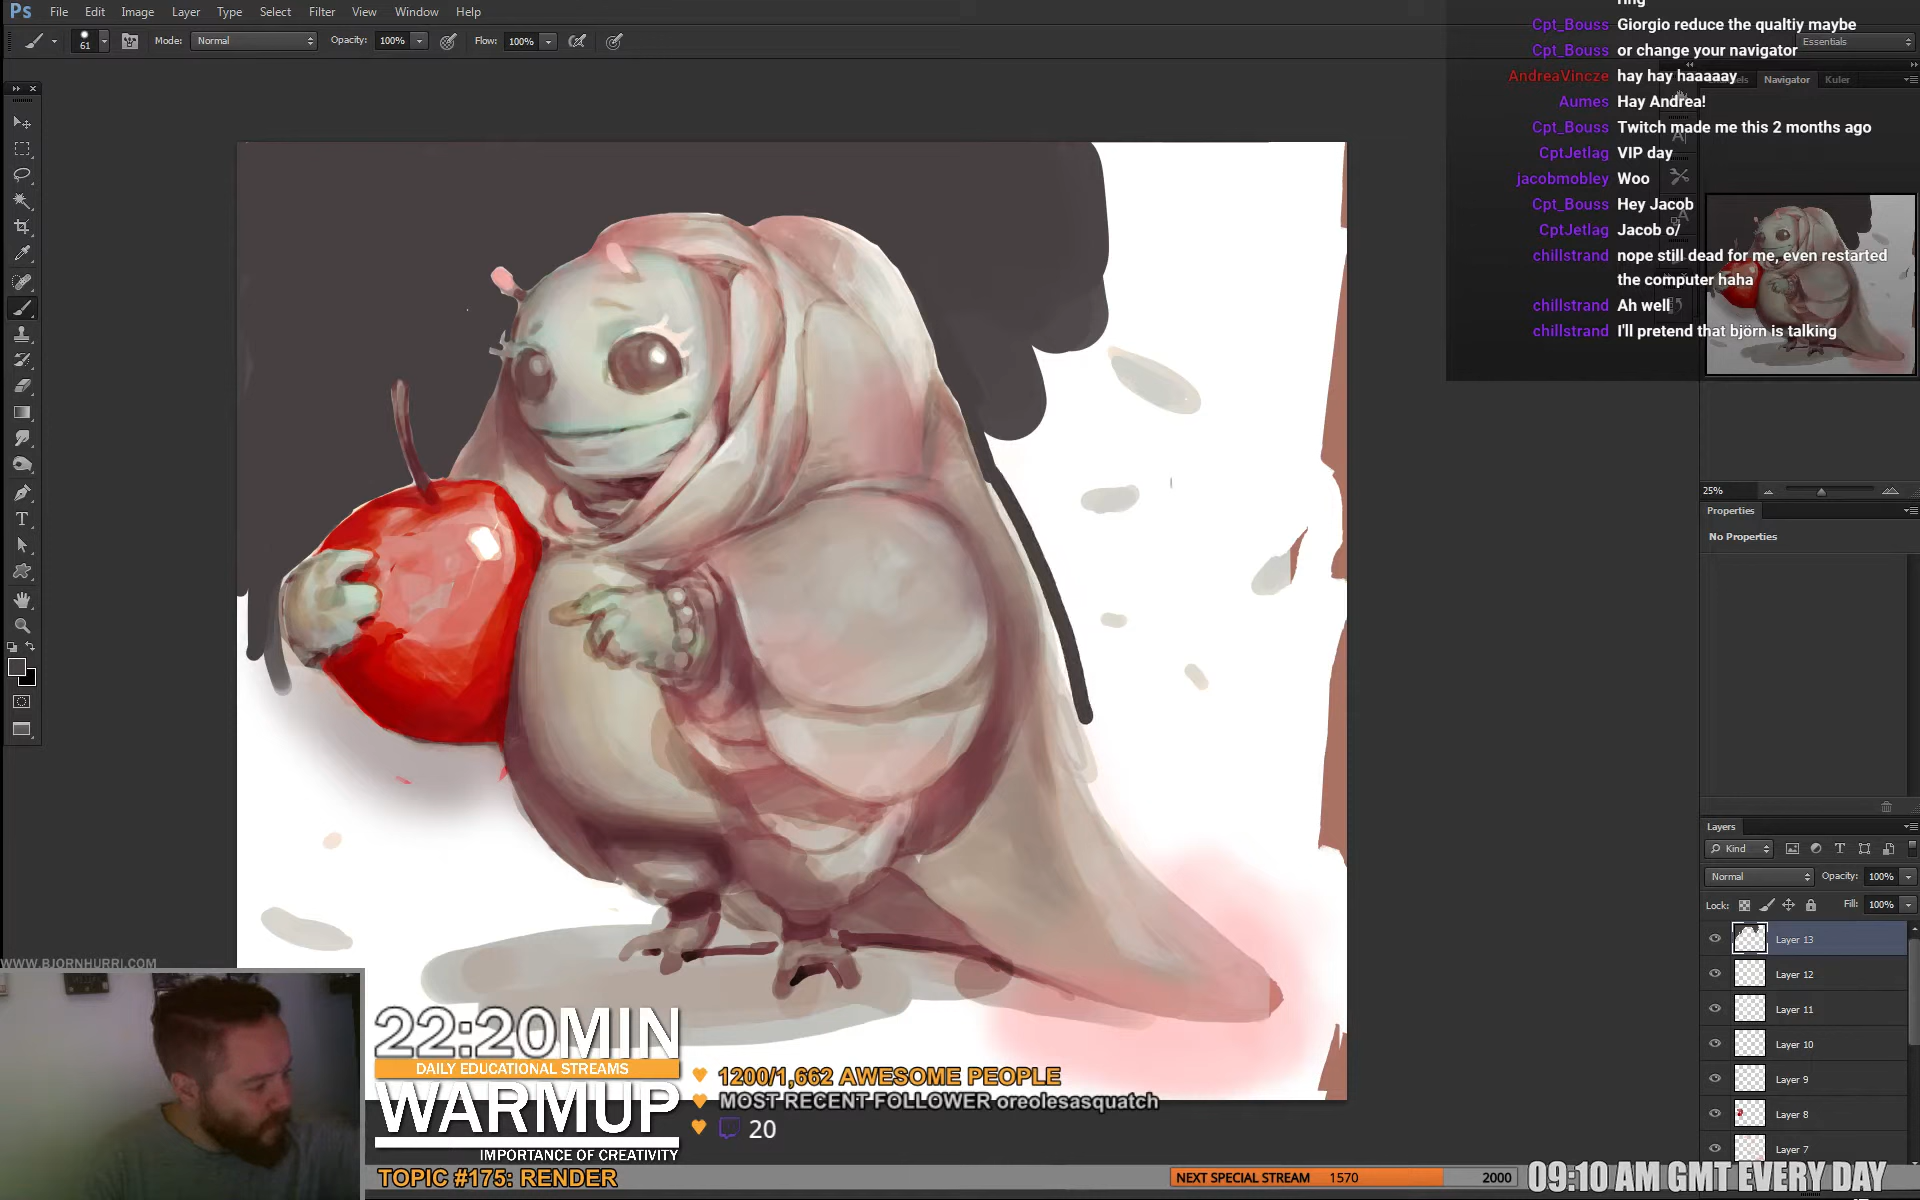 Ps File Edit Image Layer Type Select Filter View Window Help
61 Mode: Normal Opacity: 100% Flow: 100%
Essentials
Cpt_Bouss Giorgio reduce the qualtiy maybe
Cpt_Bouss or change your navigator
AndreaVincze hay hay haaaaay
Aumes Hay Andrea!
Cpt_Bouss Twitch made me this 2 months ago
CptJetlag VIP day
jacobmobley Woo
Cpt_Bouss Hey Jacob
CptJetlag Jacob o/
chillstrand nope still dead for me, even restarted
the computer haha
chillstrand Ah well
chillstrand I'll pretend that björn is talking
Navigator Kuler
25%
Properties
No Properties
Layers
Kind
Normal Opacity: 100%
Lock: Fill: 100%
Layer 13
Layer 12
Layer 11
Layer 10
Layer 9
Layer 8
Layer 7
WWW.BJORNHURRI.COM
22:20MIN
DAILY EDUCATIONAL STREAMS
WARMUP
IMPORTANCE OF CREATIVITY
TOPIC #175: RENDER
1200/1,662 AWESOME PEOPLE
MOST RECENT FOLLOWER oreolesasquatch
20
NEXT SPECIAL STREAM 1570 2000
09:10 AM GMT EVERY DAY